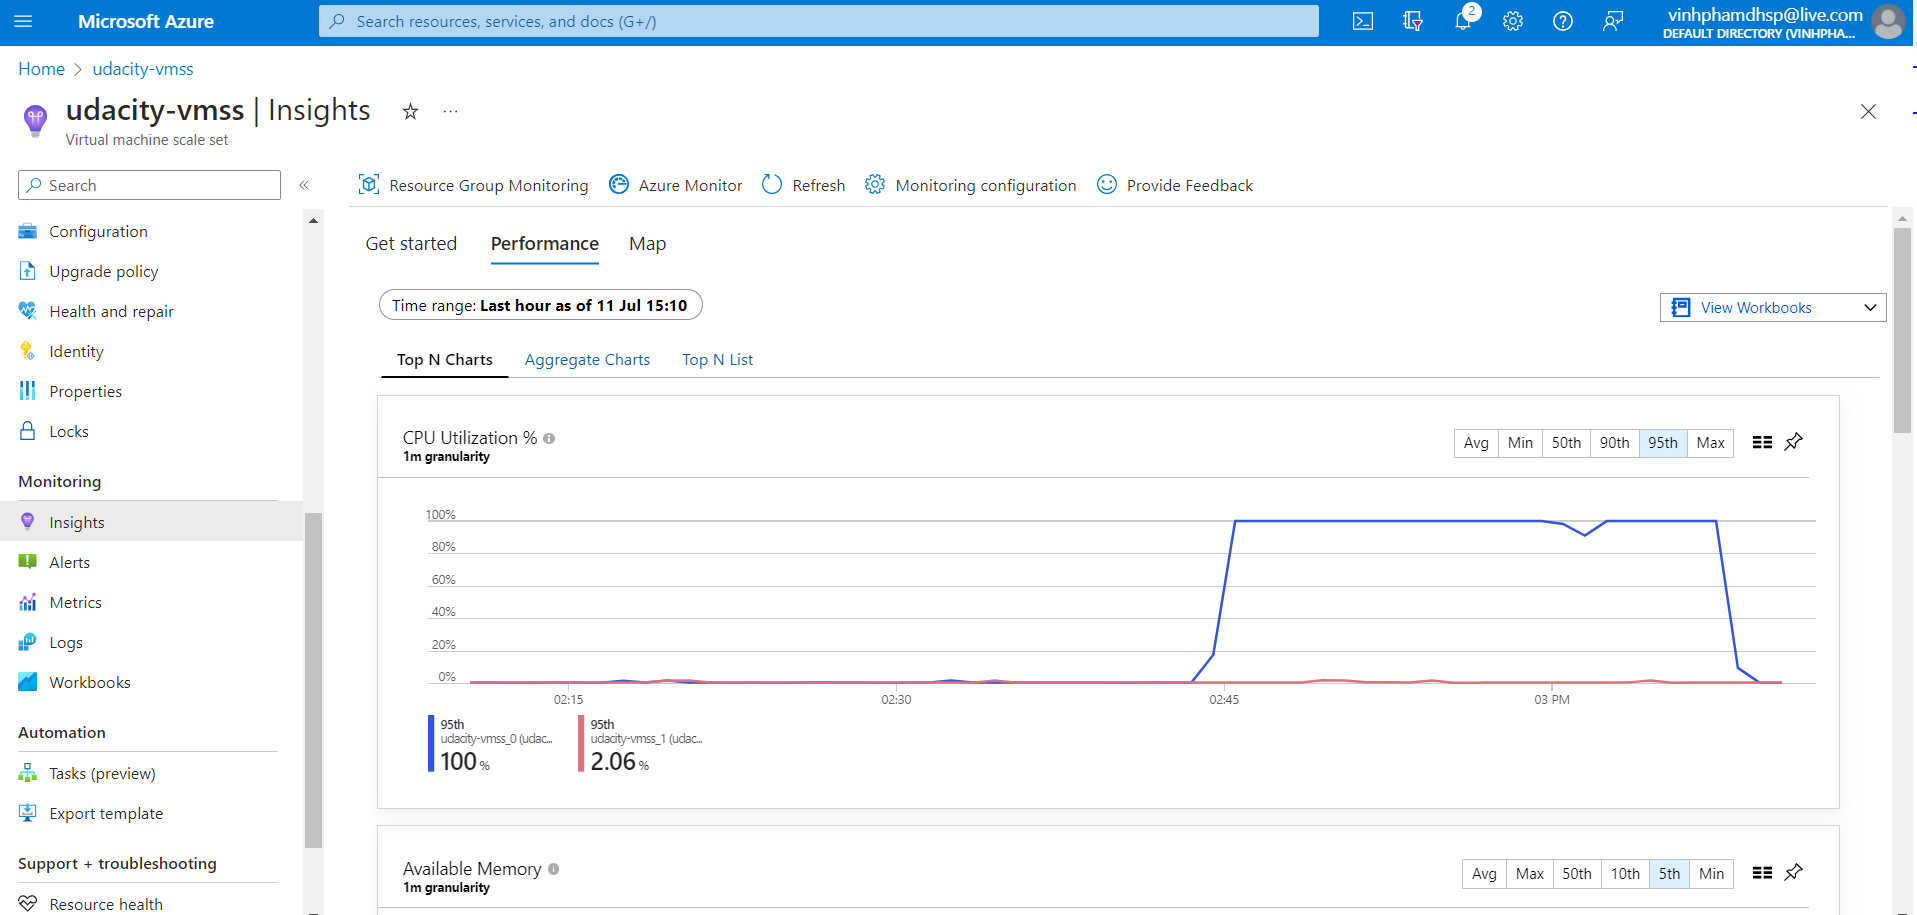 Microsoft Azure
Search resources, services, and docs (G+/)
2
vinhphamdhsp@live.com
DEFAULT DIRECTORY (VINHPHA...
Home > udacity-vmss
udacity-vmss | Insights
...
Virtual machine scale set
Search
«
Configuration
Upgrade policy
Health and repair
Identity
Properties
Locks
Monitoring
Insights
Alerts
Metrics
Logs
Workbooks
Automation
Tasks (preview)
Export template
Support + troubleshooting
Resource health
Resource Group Monitoring
Azure Monitor
Refresh
Monitoring configuration
Provide Feedback
Get started
Performance
Map
Time range: Last hour as of 11 Jul 15:10
View Workbooks
Top N Charts
Aggregate Charts
Top N List
CPU Utilization %
1m granularity
Avg
Min
50th
90th
95th
Max
100%
80%
60%
40%
20%
0%
02:15
02:30
02:45
03 PM
95th
udacity-vmss_0 (udac...
100 %
95th
udacity-vmss_1 (udac...
2.06 %
Available Memory
1m granularity
Avg
Max
50th
10th
5th
Min